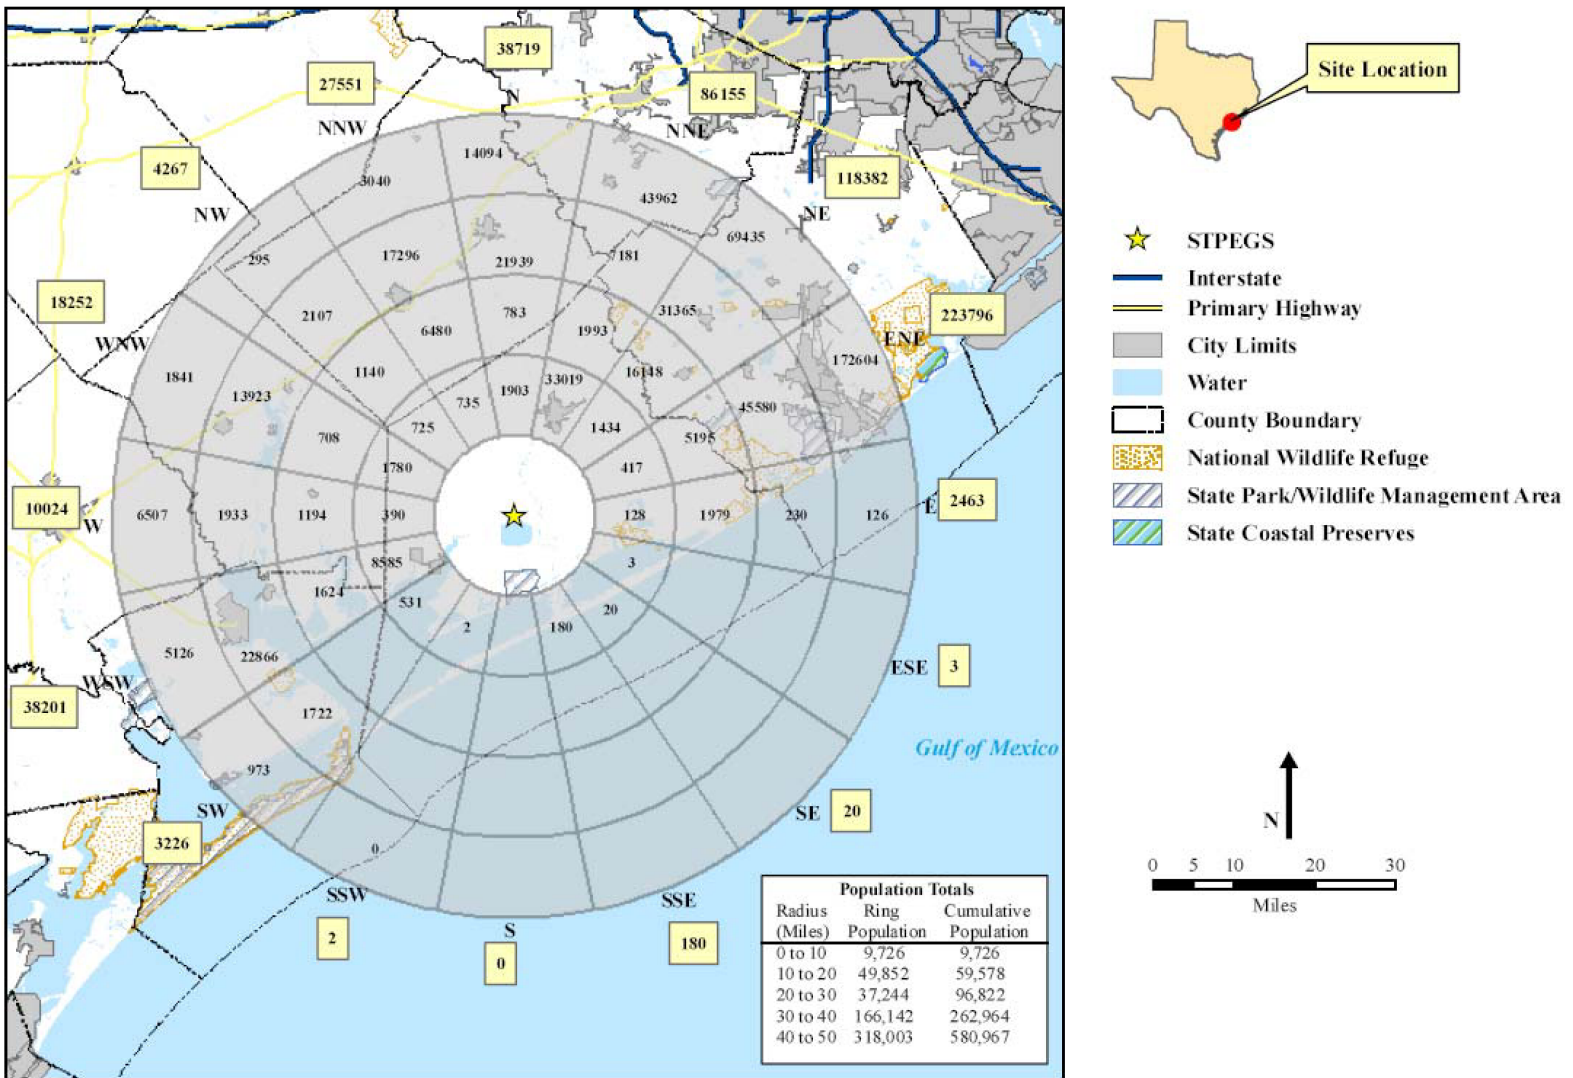 38719
27551
86155
N
NNW
NNE
4267
118382
14094
3040
43962
NW
NE
69435
295
17296
21939
7181
18252
2107
783
31365
223796
6480
1993
WNW
ENE
172604
1841
1140
16148
13923
735
1903
33019
45580
708
725
1434
5195
1780
417
10024
W
6507
1933
1194
390
128
1979
230
126
E
2463
8585
3
1624
531
20
2
180
5126
22866
ESE
3
WSW
38201
1722
Gulf of Mexico
973
SW
SE
20
3226
0
SSW
2
S
0
SSE
180
Population Totals
Radius Ring Cumulative
(Miles) Population Population
0 to 10 9,726 9,726
10 to 20 49,852 59,578
20 to 30 37,244 96,822
30 to 40 166,142 262,964
40 to 50 318,003 580,967
Site Location
STPEGS
Interstate
Primary Highway
City Limits
Water
County Boundary
National Wildlife Refuge
State Park/Wildlife Management Area
State Coastal Preserves
N
0 5 10 20 30
Miles